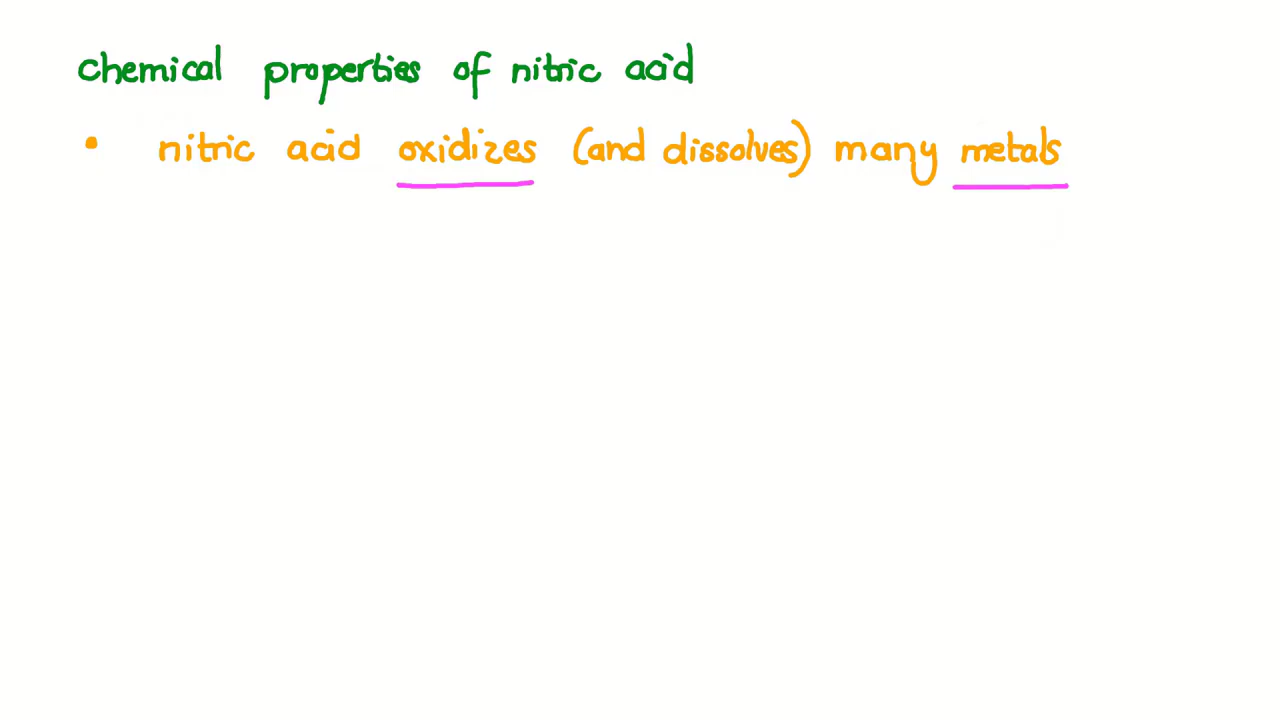 chemical properties of nitric acid
• nitric acid oxidizes (and dissolves) many metals